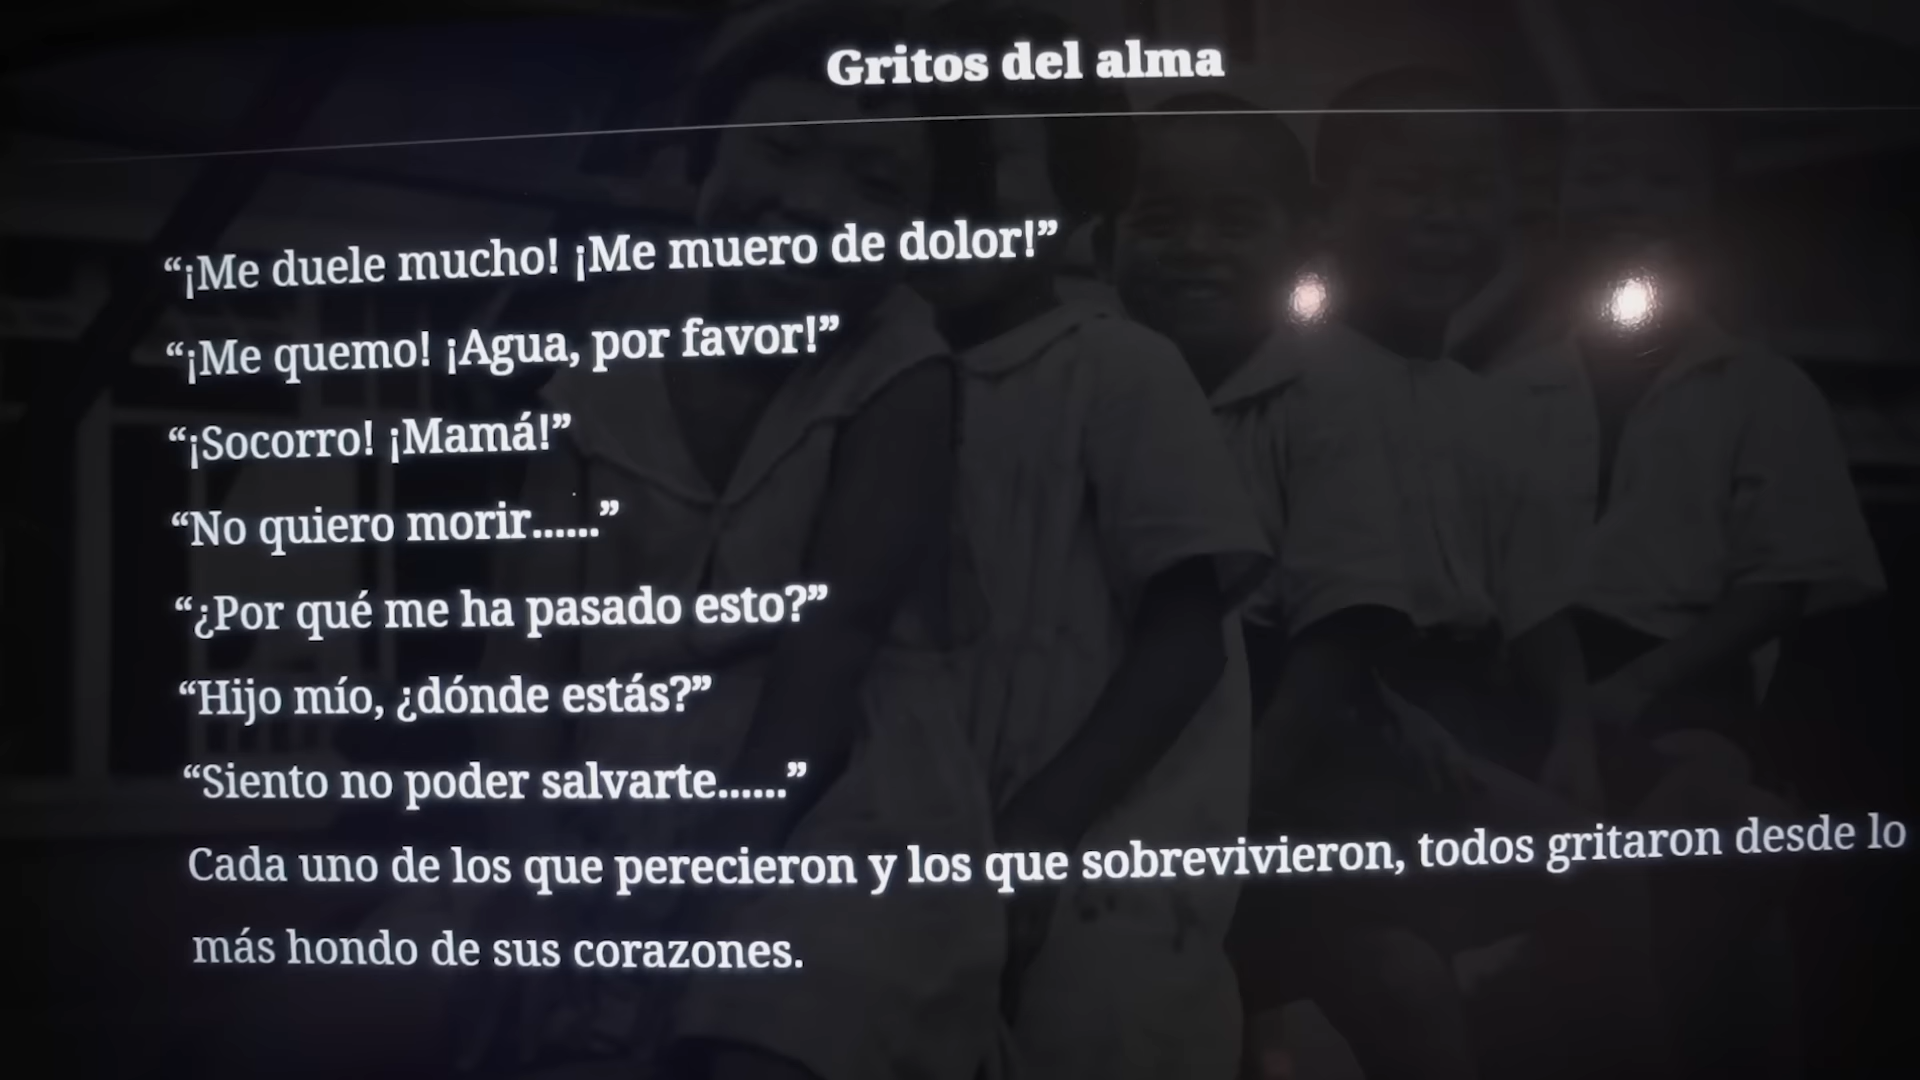 Gritos del alma
“¡Me duele mucho! ¡Me muero de dolor!”
“¡Me quemo! ¡Agua, por favor!”
“¡Socorro! ¡Mamá!”
“No quiero morir......”
“¿Por qué me ha pasado esto?”
“Hijo mío, ¿dónde estás?”
“Siento no poder salvarte......”
Cada uno de los que perecieron y los que sobrevivieron, todos gritaron desde lo
más hondo de sus corazones.